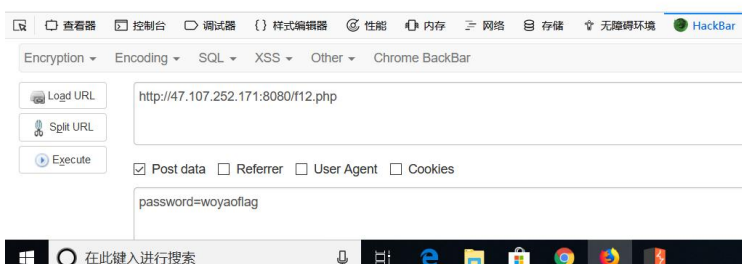 查看器 控制台 调试器 {} 样式编辑器 性能 内存 网络 存储 无障碍环境 HackBar
Encryption Encoding SQL XSS Other Chrome BackBar
Load URL http://47.107.252.171:8080/f12.php
Split URL
Execute
Post data Referrer User Agent Cookies
password=woyaoflag
在此键入进行搜索